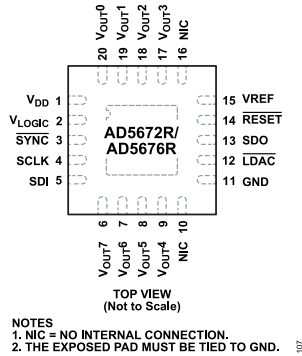 20 VOUT0
19 VOUT1
18 VOUT2
17 VOUT3
16 NIC
VDD 1
VLOGIC 2
SYNC 3
SCLK 4
SDI 5
AD5672R/
AD5676R
15 VREF
14 RESET
13 SDO
12 LDAC
11 GND
VOUT7 6
VOUT6 7
VOUT5 8
VOUT4 9
NIC 10
TOP VIEW
(Not to Scale)
NOTES
1. NIC = NO INTERNAL CONNECTION.
2. THE EXPOSED PAD MUST BE TIED TO GND.
107